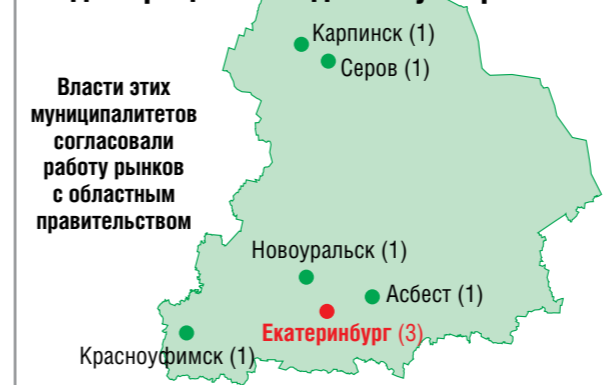 Карпинск (1)
Серов (1)
Власти этих
муниципалитетов
согласовали
работу рынков
с областным
правительством
Новоуральск (1)
Асбест (1)
Екатеринбург (3)
Красноуфимск (1)